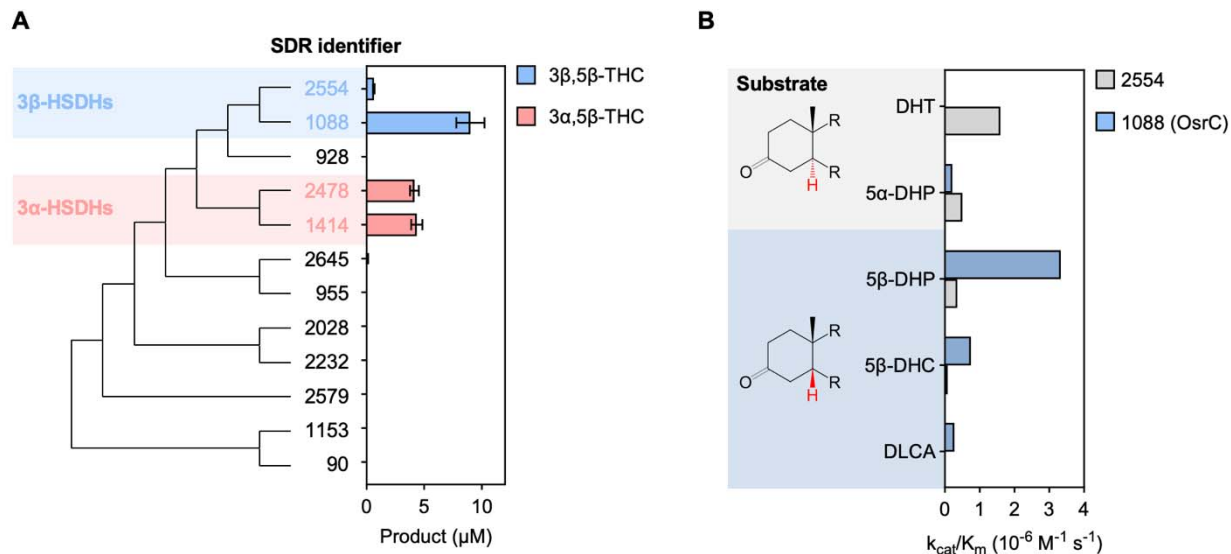 A
SDR identifier
3β-HSDHs
3α-HSDHs
2554
1088
928
2478
1414
2645
955
2028
2232
2579
1153
90
0 5 10
Product (µM)
3β,5β-THC
3α,5β-THC
B
Substrate
R
R
O
H
R
R
O
H
DHT
5α-DHP
5β-DHP
5β-DHC
DLCA
0 1 2 3 4
k_cat/K_m (10⁻⁶ M⁻¹ s⁻¹)
2554
1088 (OsrC)